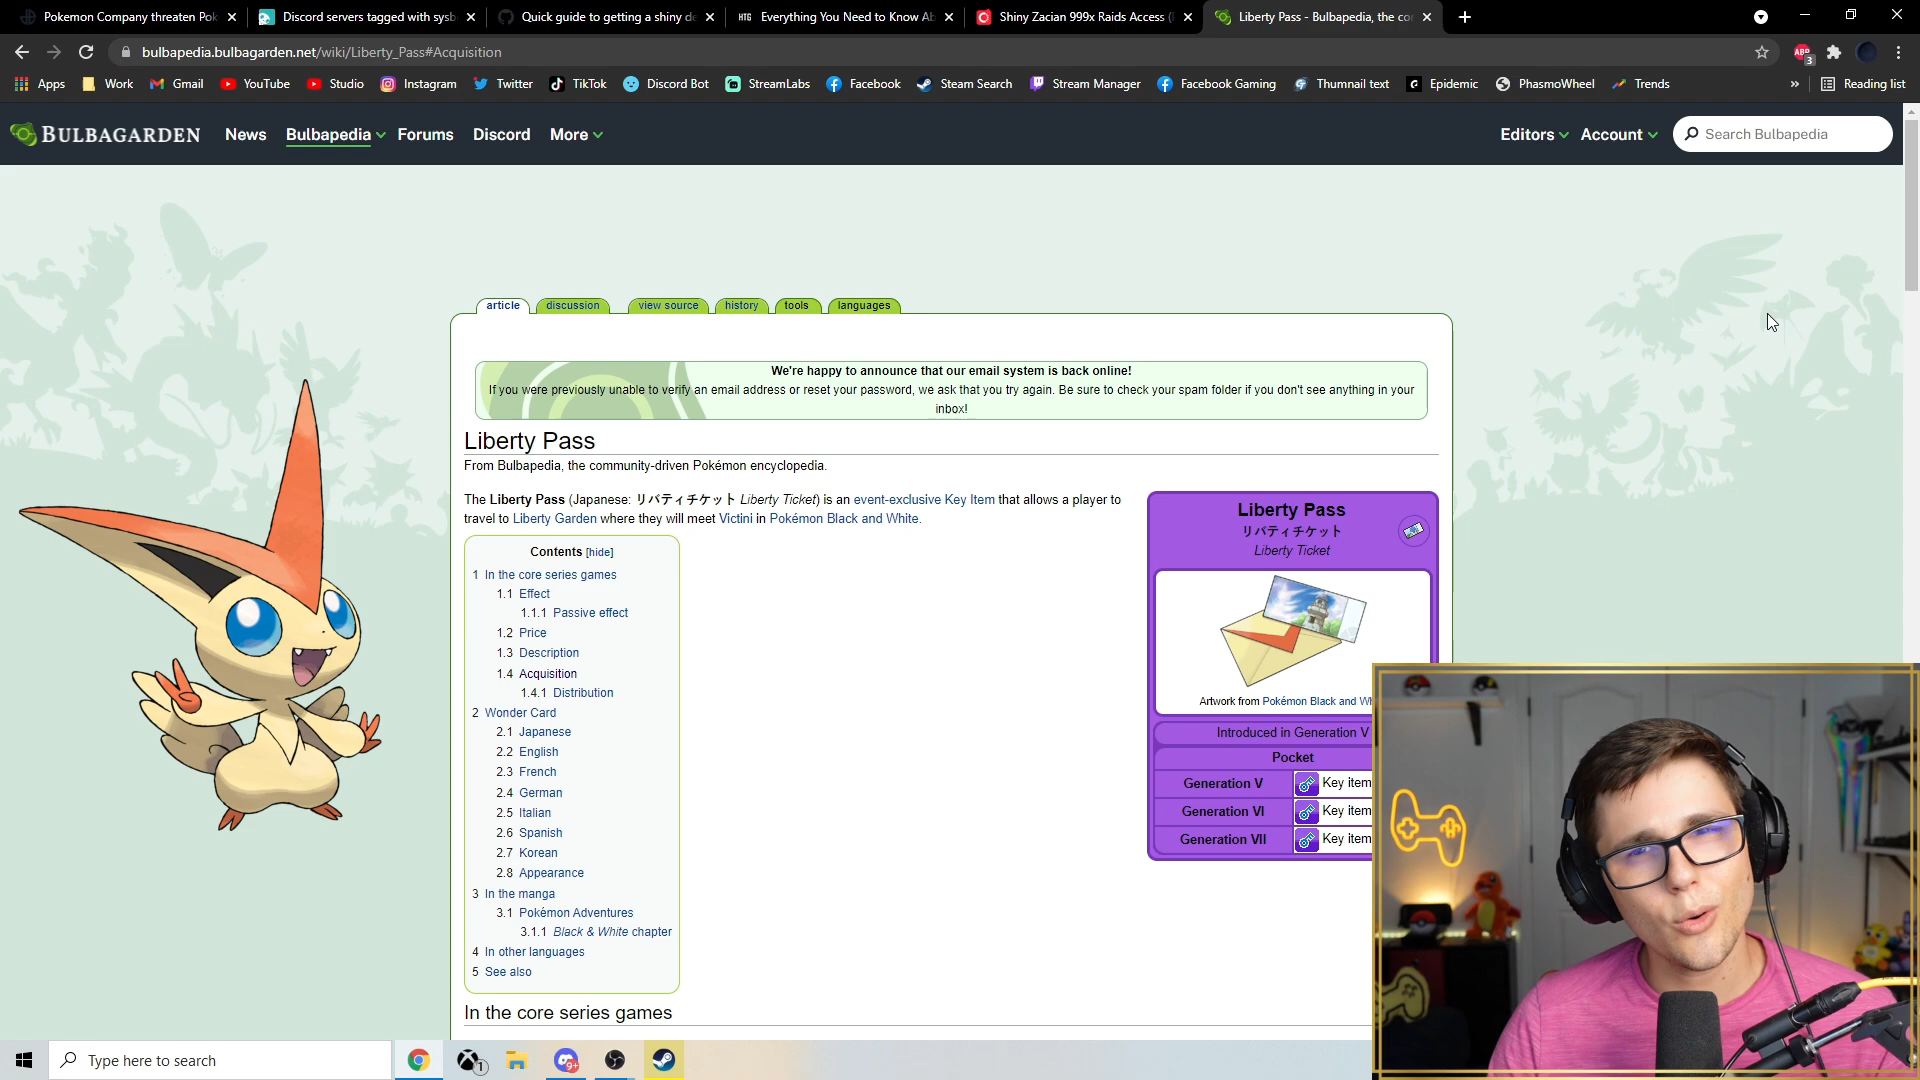 Pokemon Company threaten Pok
Discord servers tagged with sysb
Quick guide to getting a shiny de
HTG Everything You Need to Know Ab
Shiny Zacian 999x Raids Access (
Liberty Pass - Bulbapedia, the co
bulbapedia.bulbagarden.net/wiki/Liberty_Pass#Acquisition
ABP 3
Apps Work Gmail YouTube Studio Instagram Twitter TikTok Discord Bot StreamLabs Facebook Steam Search Stream Manager Facebook Gaming Thumnail text Epidemic PhasmoWheel Trends » Reading list
BULBAGARDEN News Bulbapedia Forums Discord More Editors Account Search Bulbapedia
article discussion view source history tools languages
We're happy to announce that our email system is back online!
If you were previously unable to verify an email address or reset your password, we ask that you try again. Be sure to check your spam folder if you don't see anything in your
inbox!
Liberty Pass
From Bulbapedia, the community-driven Pokémon encyclopedia.
The Liberty Pass (Japanese: リバティチケット Liberty Ticket) is an event-exclusive Key Item that allows a player to
travel to Liberty Garden where they will meet Victini in Pokémon Black and White.
Contents [hide]
1 In the core series games
1.1 Effect
1.1.1 Passive effect
1.2 Price
1.3 Description
1.4 Acquisition
1.4.1 Distribution
2 Wonder Card
2.1 Japanese
2.2 English
2.3 French
2.4 German
2.5 Italian
2.6 Spanish
2.7 Korean
2.8 Appearance
3 In the manga
3.1 Pokémon Adventures
3.1.1 Black & White chapter
4 In other languages
5 See also
Liberty Pass
リバティチケット
Liberty Ticket
Artwork from Pokémon Black and Wh
Introduced in Generation V
Pocket
Generation V Key item
Generation VI Key item
Generation VII Key item
In the core series games
Type here to search
1
9+